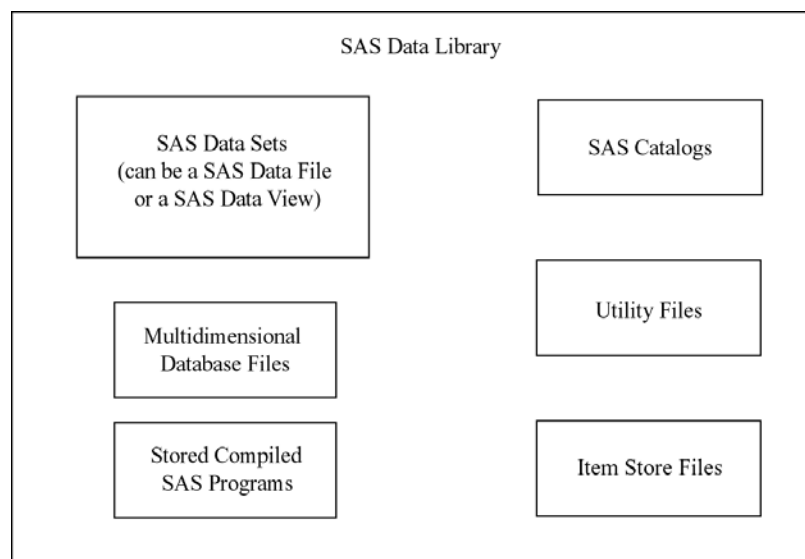 SAS Data Library
SAS Data Sets
(can be a SAS Data File
or a SAS Data View)
SAS Catalogs
Multidimensional
Database Files
Utility Files
Stored Compiled
SAS Programs
Item Store Files